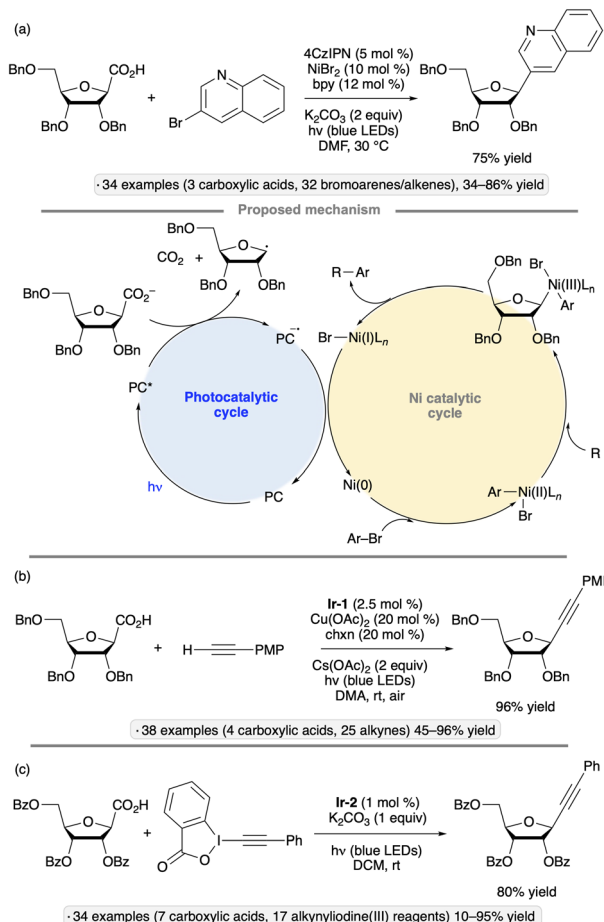 (a)
BnO
CO2H
O
BnO
OBn
+
Br
N
4CzIPN (5 mol %)
NiBr2 (10 mol %)
bpy (12 mol %)
K2CO3 (2 equiv)
hv (blue LEDs)
DMF, 30 °C
N
BnO
O
BnO
OBn
75% yield
· 34 examples (3 carboxylic acids, 32 bromoarenes/alkenes), 34–86% yield
Proposed mechanism
BnO
O
•
CO2 +
BnO
OBn
BnO
CO2–
O
BnO
OBn
PC–•
PC*
Photocatalytic
cycle
hν
PC
R–Ar
Br–Ni(I)Ln
Br
Ni(III)Ln
Ar
OBn
O
BnO
OBn
Ni catalytic
cycle
Ni(0)
Ar–Br
Ar–Ni(II)Ln
Br
R
(b)
BnO
CO2H
O
BnO
OBn
+
H
PMP
Ir-1 (2.5 mol %)
Cu(OAc)2 (20 mol %)
chxn (20 mol %)
Cs(OAc)2 (2 equiv)
hv (blue LEDs)
DMA, rt, air
PM
BnO
O
BnO
OBn
96% yield
· 38 examples (4 carboxylic acids, 25 alkynes) 45–96% yield
(c)
BzO
CO2H
O
BzO
OBz
+
I
Ph
O
O
Ir-2 (1 mol %)
K2CO3 (1 equiv)
hv (blue LEDs)
DCM, rt
Ph
BzO
O
BzO
OBz
80% yield
· 34 examples (7 carboxylic acids, 17 alkynyliodine(III) reagents) 10–95% yield